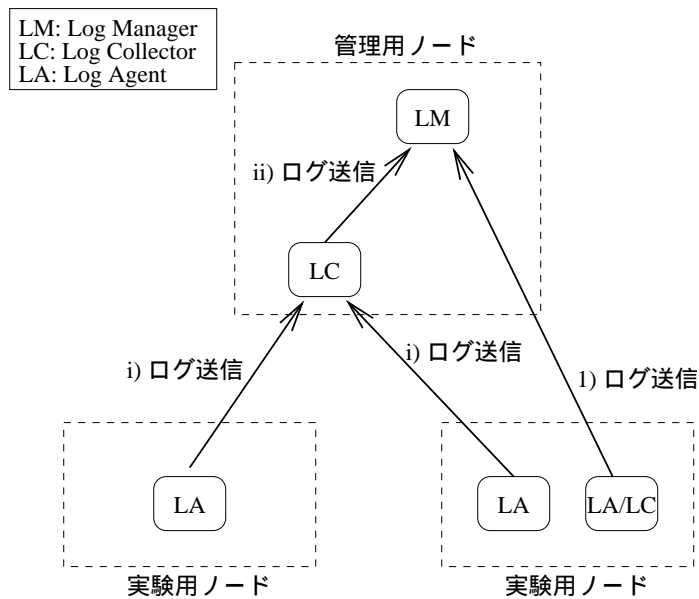 LM: Log Manager
LC: Log Collector
LA: Log Agent
管理用ノード
LM
ii) ログ送信
LC
i) ログ送信
i) ログ送信
1) ログ送信
LA
LA
LA/LC
実験用ノード
実験用ノード